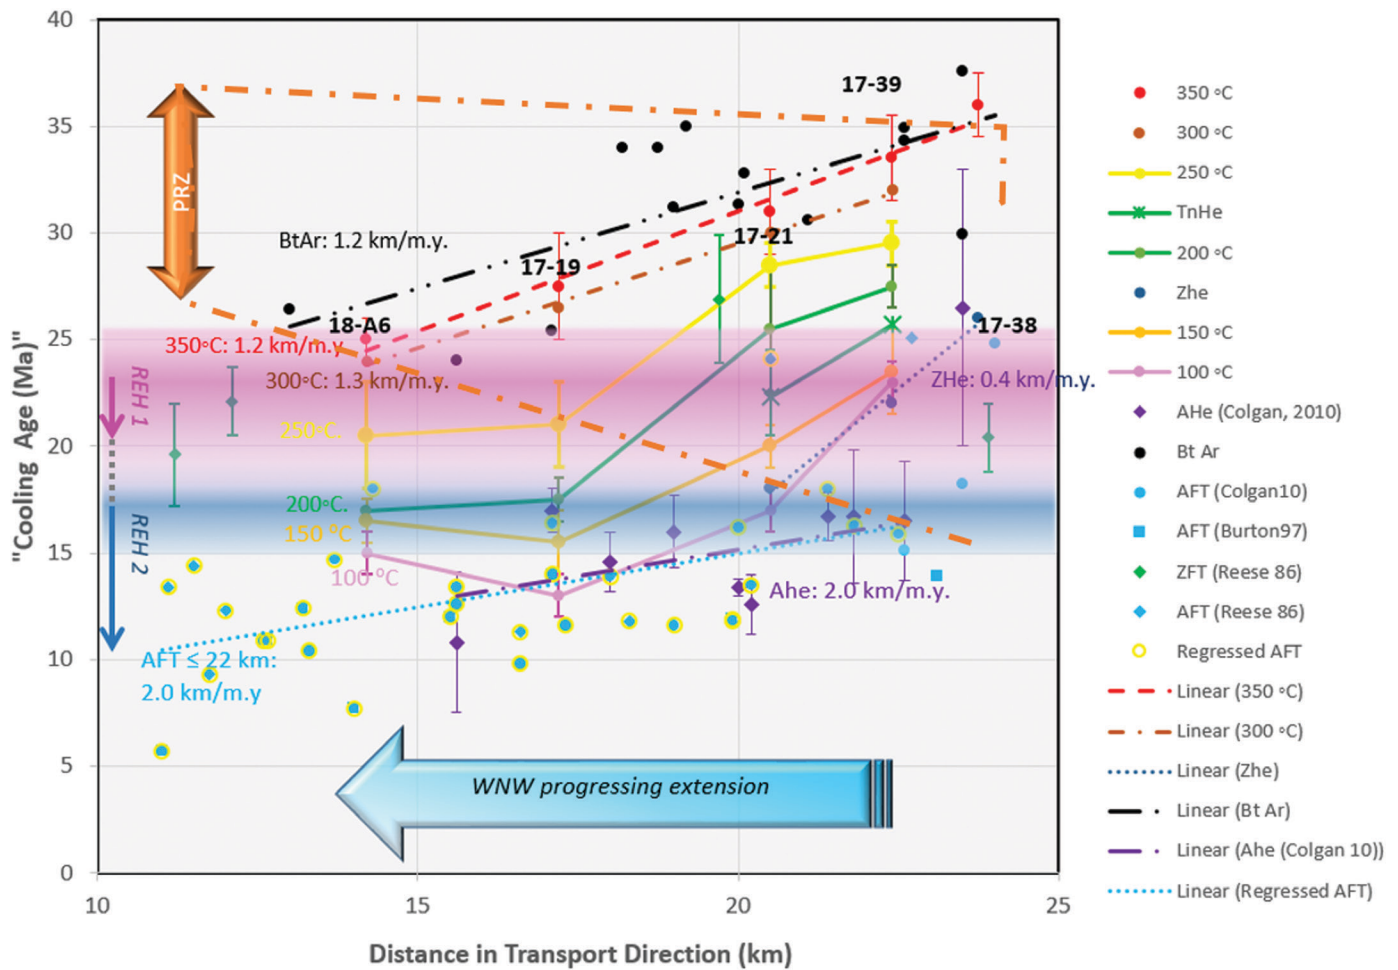 40
35
30
25
20
15
10
5
0
"Cooling Age (Ma)"
10
15
20
25
Distance in Transport Direction (km)
PRZ
REH 1
REH 2
17-39
17-21
17-19
18-A6
17-38
BtAr: 1.2 km/m.y.
350◦C: 1.2 km/m.y.
300◦C: 1.3 km/m.y.
ZHe: 0.4 km/m.y.
250◦C.
200◦C.
150 °C
100 °C
Ahe: 2.0 km/m.y.
AFT ≤ 22 km:
2.0 km/m.y
WNW progressing extension
350 ◦C
300 ◦C
250 ◦C
TnHe
200 ◦C
Zhe
150 ◦C
100 ◦C
AHe (Colgan, 2010)
Bt Ar
AFT (Colgan10)
AFT (Burton97)
ZFT (Reese 86)
AFT (Reese 86)
Regressed AFT
Linear (350 ◦C)
Linear (300 ◦C)
Linear (Zhe)
Linear (Bt Ar)
Linear (Ahe (Colgan 10))
Linear (Regressed AFT)